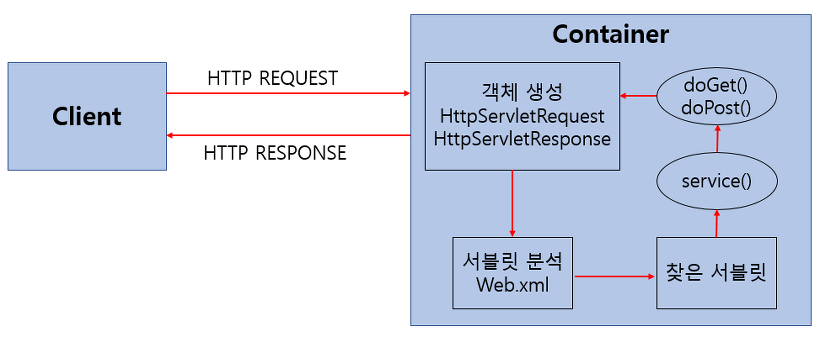 Container
Client
HTTP REQUEST
HTTP RESPONSE
객체 생성
HttpServletRequest
HttpServletResponse
doGet()
doPost()
service()
서블릿 분석
Web.xml
찾은 서블릿